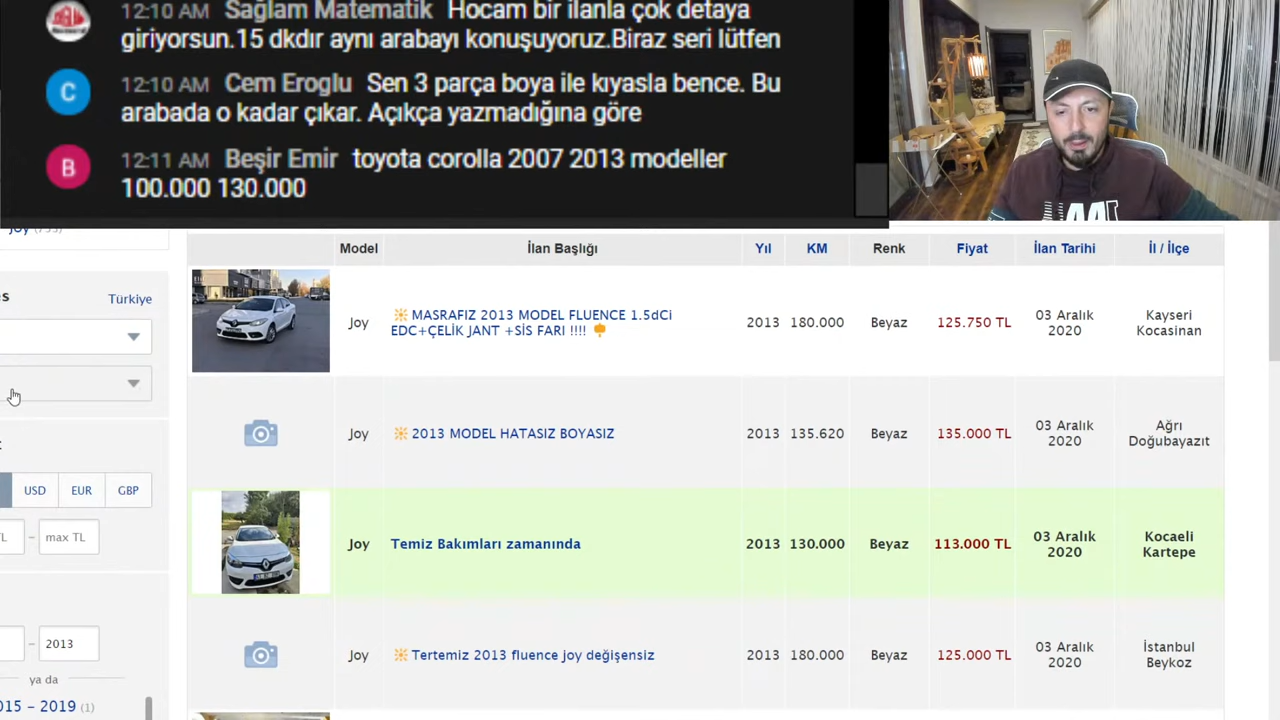 12:10 AM Sağlam Matematik Hocam bir ilanla çok detaya
giriyorsun.15 dkdır aynı arabayı konuşuyoruz.Biraz seri lütfen
C 12:10 AM Cem Eroglu Sen 3 parça boya ile kıyasla bence. Bu
arabada o kadar çıkar. Açıkça yazmadığına göre
B 12:11 AM Beşir Emir toyota corolla 2007 2013 modeller
100.000 130.000
Joy
Türkiye
USD EUR GBP
TL – max TL
– 2013
ya da
015 – 2019 (1)
Model İlan Başlığı Yıl KM Renk Fiyat İlan Tarihi İl / İlçe
Joy MASRAFIZ 2013 MODEL FLUENCE 1.5dCi
EDC+ÇELİK JANT +SİS FARI !!!! 2013 180.000 Beyaz 125.750 TL 03 Aralık
2020 Kayseri
Kocasinan
Joy 2013 MODEL HATASIZ BOYASIZ 2013 135.620 Beyaz 135.000 TL 03 Aralık
2020 Ağrı
Doğubayazıt
Joy Temiz Bakımları zamanında 2013 130.000 Beyaz 113.000 TL 03 Aralık
2020 Kocaeli
Kartepe
Joy Tertemiz 2013 fluence joy değişensiz 2013 180.000 Beyaz 125.000 TL 03 Aralık
2020 İstanbul
Beykoz